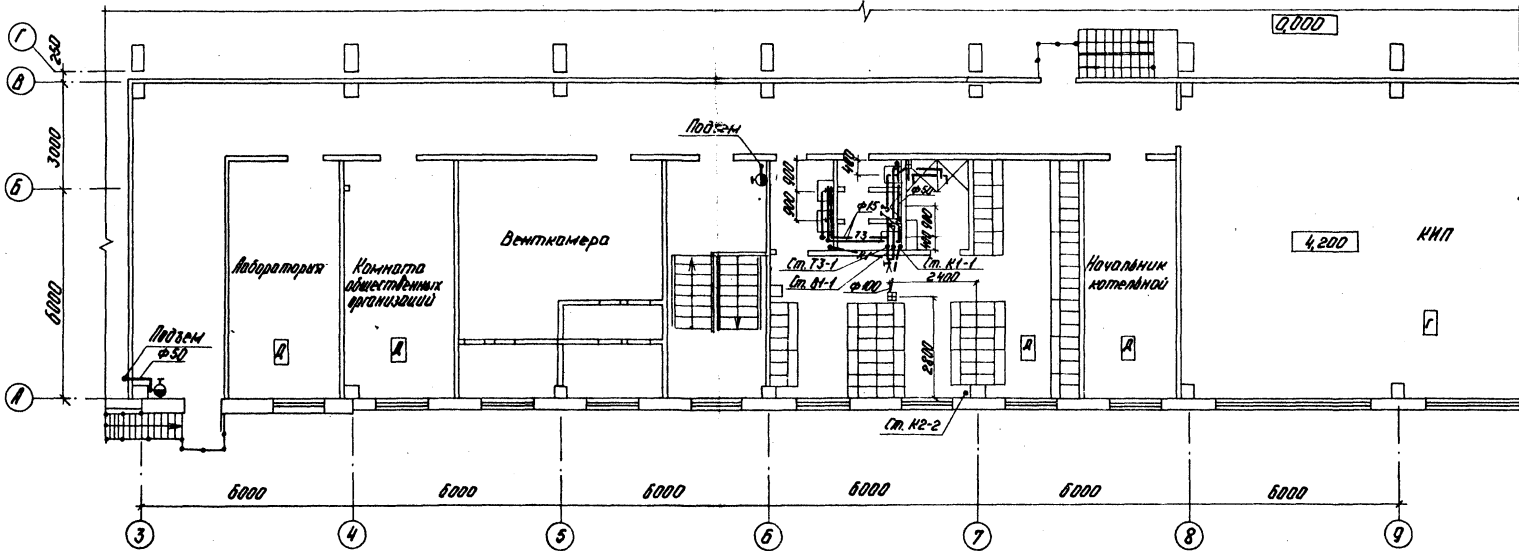 Г
250
В
3000
Б
6000
А
0,000
Подъем
400
900 900
ф50
ф15
Т3
400 900
Ст. Т3-1
Ст. В1-1
Ст. К1-1
2400
ф100
2800
Ст. К2-2
Лаборатория
Комната
общественных
организаций
Венткамера
Начальник
котельной
4,200
КИП
Г
Д
Д
Д
Д
Подъем
ф50
6000
6000
6000
6000
6000
6000
3
4
5
6
7
8
9